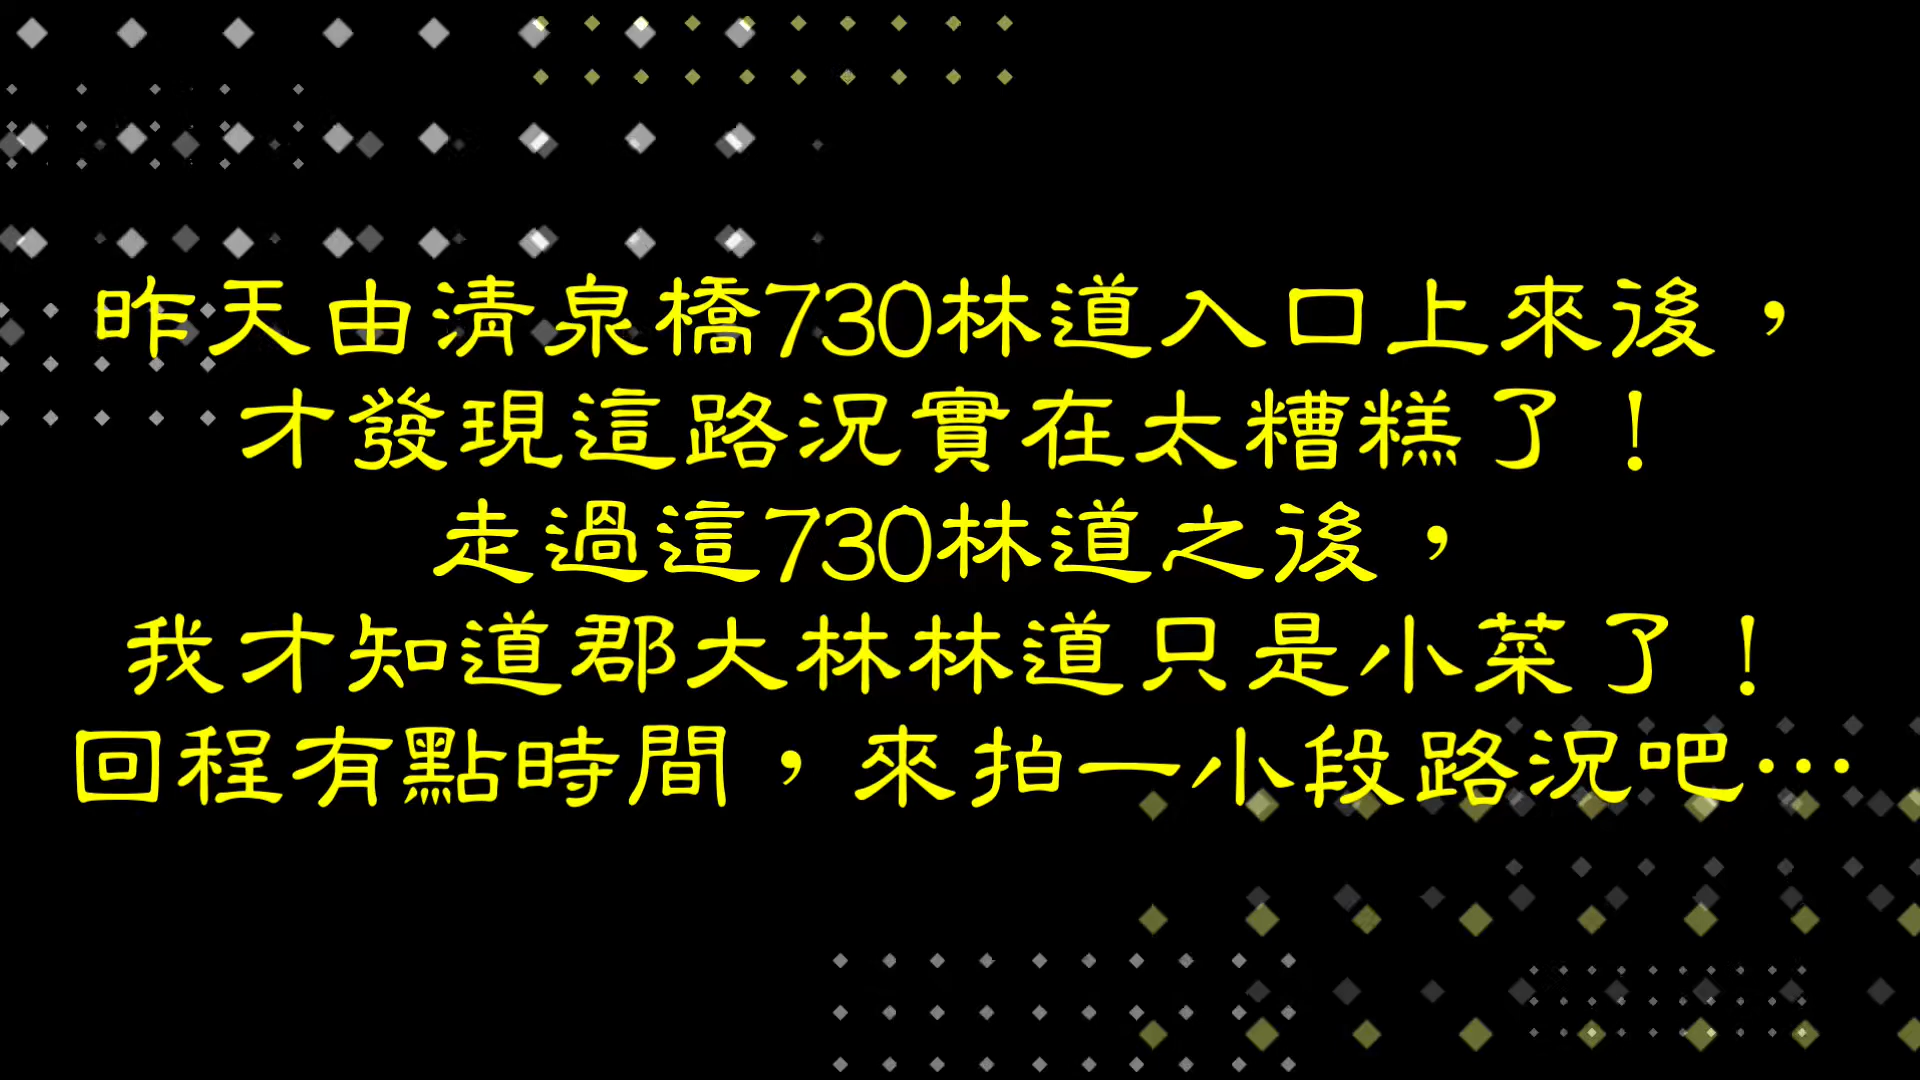 昨天由清泉橋730林道入口上來後，
才發現這路況實在太糟糕了！
走過這730林道之後，
我才知道郡大林林道只是小菜了！
回程有點時間，來拍一小段路況吧…